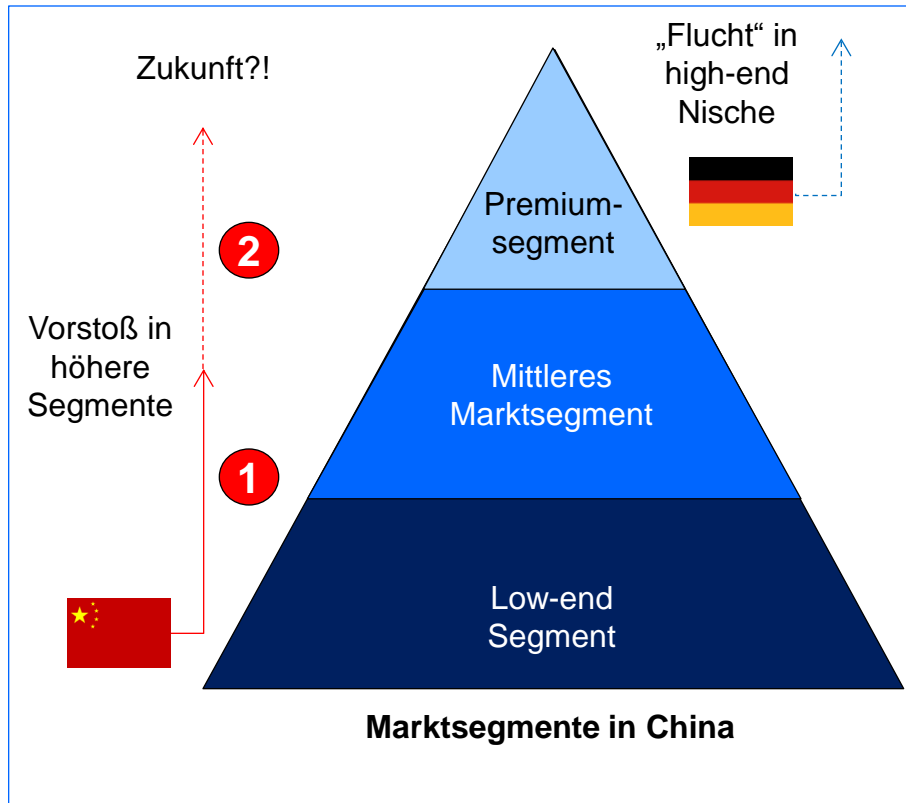 Zukunft?!
„Flucht“ in
high-end
Nische
Premium-
segment
2
Vorstoß in
höhere
Segmente
Mittleres
Marktsegment
1
Low-end
Segment
Marktsegmente in China